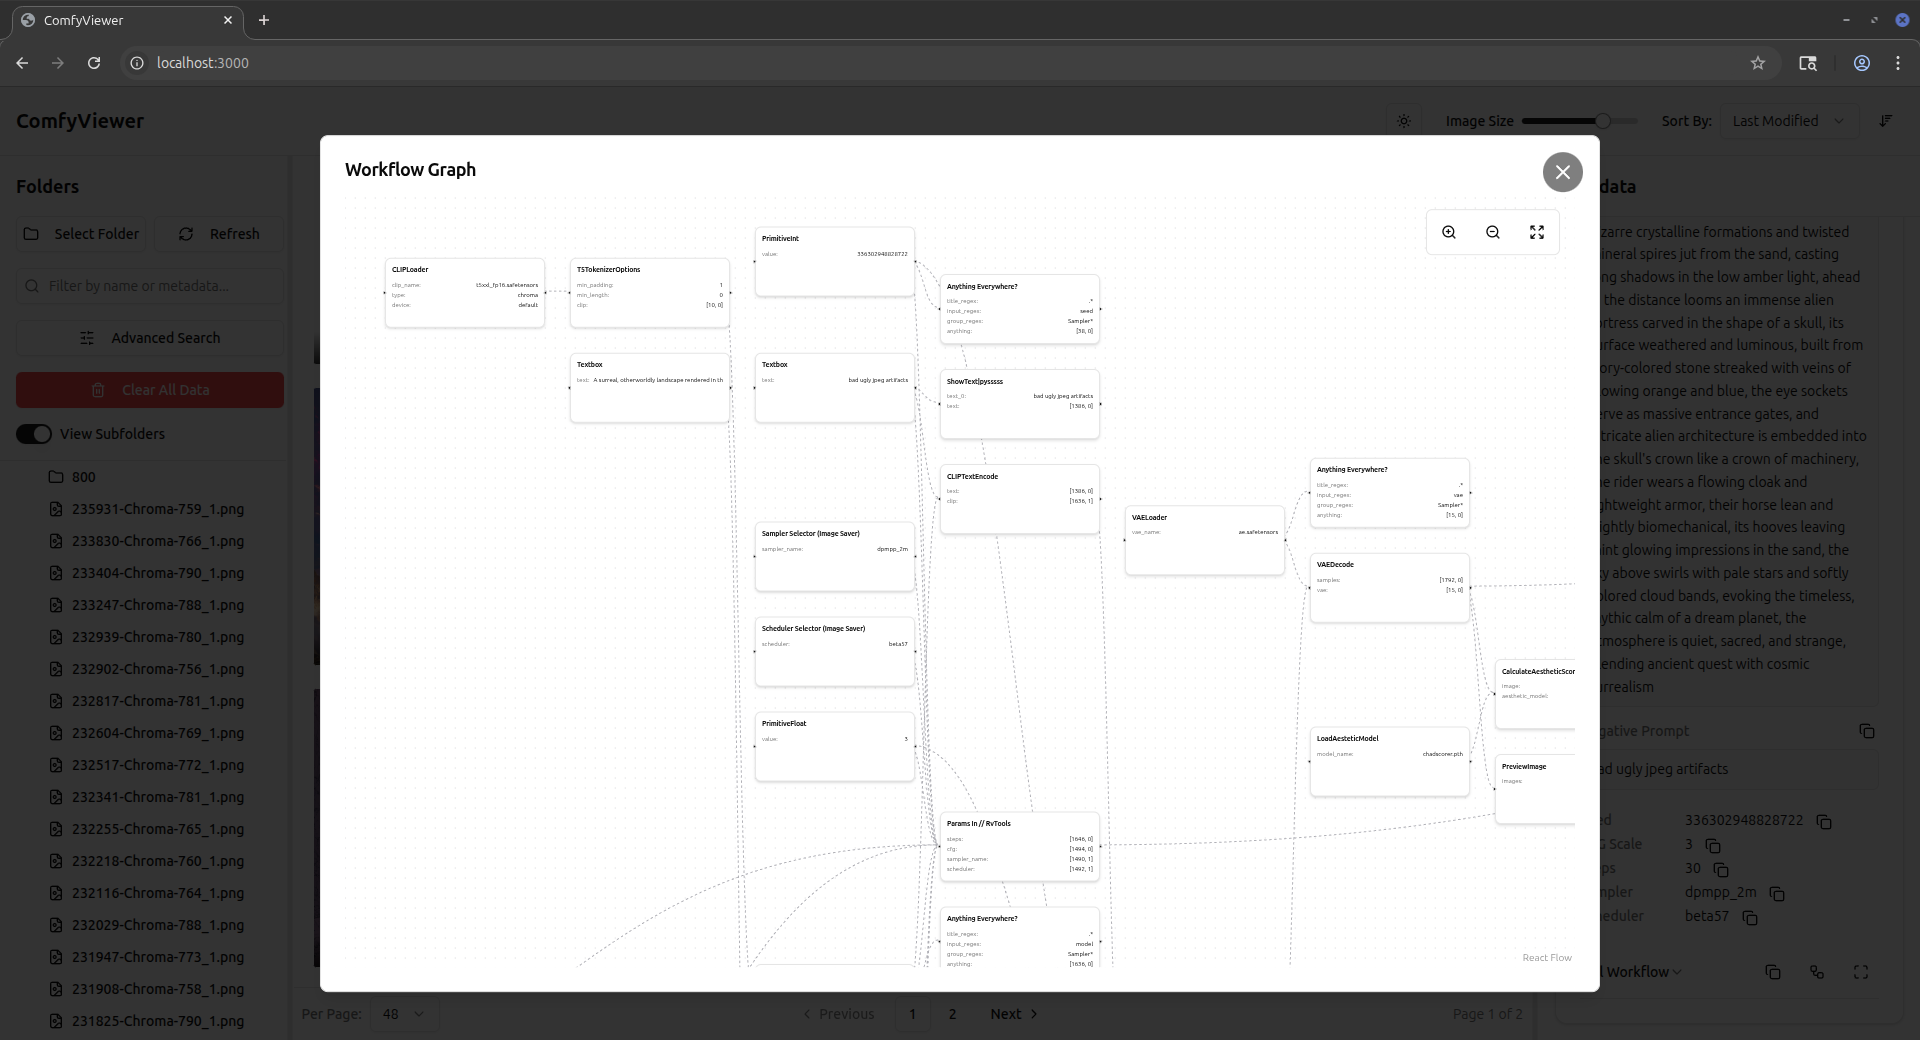 ComfyViewer
localhost:3000
ComfyViewer
Image Size
Sort By:
Last Modified
Folders
Select Folder
Refresh
Filter by name or metadata...
Advanced Search
Clear All Data
View Subfolders
800
235931-Chroma-759_1.png
233830-Chroma-766_1.png
233404-Chroma-790_1.png
233247-Chroma-788_1.png
232939-Chroma-780_1.png
232902-Chroma-756_1.png
232817-Chroma-781_1.png
232604-Chroma-769_1.png
232517-Chroma-772_1.png
232341-Chroma-781_1.png
232255-Chroma-765_1.png
232218-Chroma-760_1.png
232116-Chroma-764_1.png
232029-Chroma-788_1.png
231947-Chroma-773_1.png
231908-Chroma-758_1.png
231825-Chroma-790_1.png
Workflow Graph
CLIPLoader
clip_name: t5xxl_fp16.safetensors
type: chroma
device: default
T5TokenizerOptions
min_padding: 1
min_length: 0
clip: [10, 0]
PrimitiveInt
value: 336302948828722
Anything Everywhere?
title_regex: .*
input_regex: seed
group_regex: Sampler*
anything: [38, 0]
Textbox
text: A surreal, otherworldly landscape rendered in th
Textbox
text: bad ugly jpeg artifacts
ShowText|pysssss
text_0: bad ugly jpeg artifacts
text: [1386, 0]
CLIPTextEncode
text: [1386, 0]
clip: [1636, 1]
Sampler Selector (Image Saver)
sampler_name: dpmpp_2m
Scheduler Selector (Image Saver)
scheduler: beta57
PrimitiveFloat
value: 3
Params In // RvTools
steps: [1646, 0]
cfg: [1494, 0]
sampler_name: [1490, 1]
scheduler: [1492, 1]
Anything Everywhere?
title_regex: .*
input_regex: model
group_regex: Sampler*
anything: [1636, 0]
VAELoader
vae_name: ae.safetensors
Anything Everywhere?
title_regex: .*
input_regex: vae
group_regex: Sampler*
anything: [15, 0]
VAEDecode
samples: [1792, 0]
vae: [15, 0]
LoadAesteticModel
model_name: chadscorer.pth
CalculateAestheticScor
image:
aesthetic_model:
PreviewImage
images:
React Flow
data
zarre crystalline formations and twisted
ineral spires jut from the sand, casting
ng shadows in the low amber light, ahead
the distance looms an immense alien
rtress carved in the shape of a skull, its
rface weathered and luminous, built from
ory-colored stone streaked with veins of
owing orange and blue, the eye sockets
erve as massive entrance gates, and
tricate alien architecture is embedded into
e skull's crown like a crown of machinery,
e rider wears a flowing cloak and
ghtweight armor, their horse lean and
ightly biomechanical, its hooves leaving
int glowing impressions in the sand, the
y above swirls with pale stars and softly
lored cloud bands, evoking the timeless,
ythic calm of a dream planet, the
mosphere is quiet, sacred, and strange,
ending ancient quest with cosmic
rrealism
gative Prompt
ad ugly jpeg artifacts
ed 336302948828722
G Scale 3
ps 30
mpler dpmpp_2m
eduler beta57
l Workflow
Per Page: 48
Previous
1
2
Next
Page 1 of 2